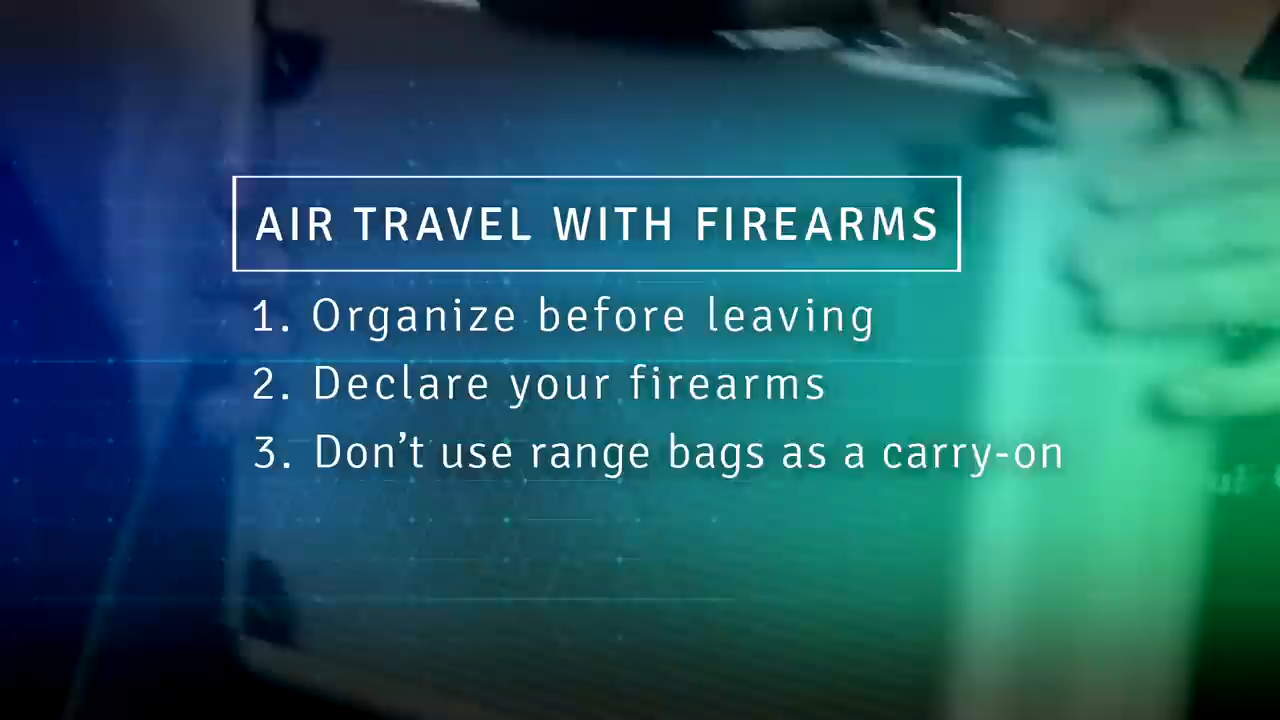 AIR TRAVEL WITH FIREARMS
1. Organize before leaving
2. Declare your firearms
3. Don’t use range bags as a carry-on